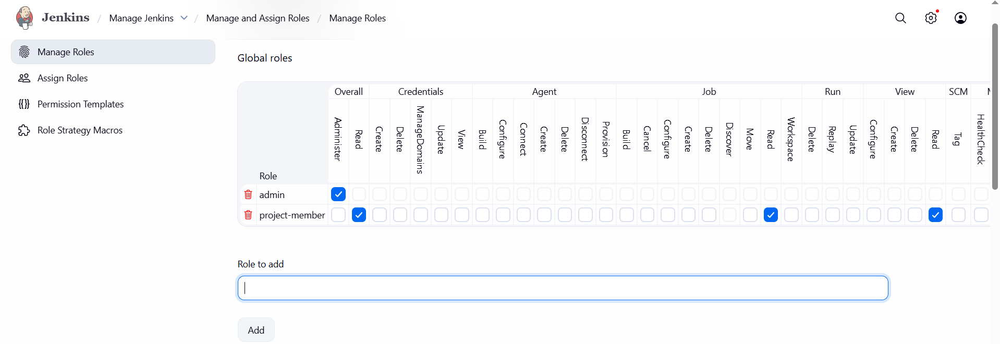 Jenkins / Manage Jenkins / Manage and Assign Roles / Manage Roles
Manage Roles
Assign Roles
Permission Templates
Role Strategy Macros
Global roles
Overall Credentials Agent Job Run View SCM
Role Administer Read Create Delete ManageDomains Update View Build Configure Connect Create Delete Disconnect Provision Build Cancel Configure Create Delete Discover Move Read Workspace Delete Replay Update Configure Create Delete Read Tag HealthCheck
admin
project-member
Role to add
Add